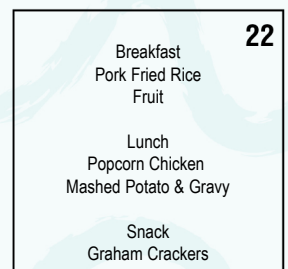 22
Breakfast
Pork Fried Rice
Fruit
Lunch
Popcorn Chicken
Mashed Potato & Gravy
Snack
Graham Crackers